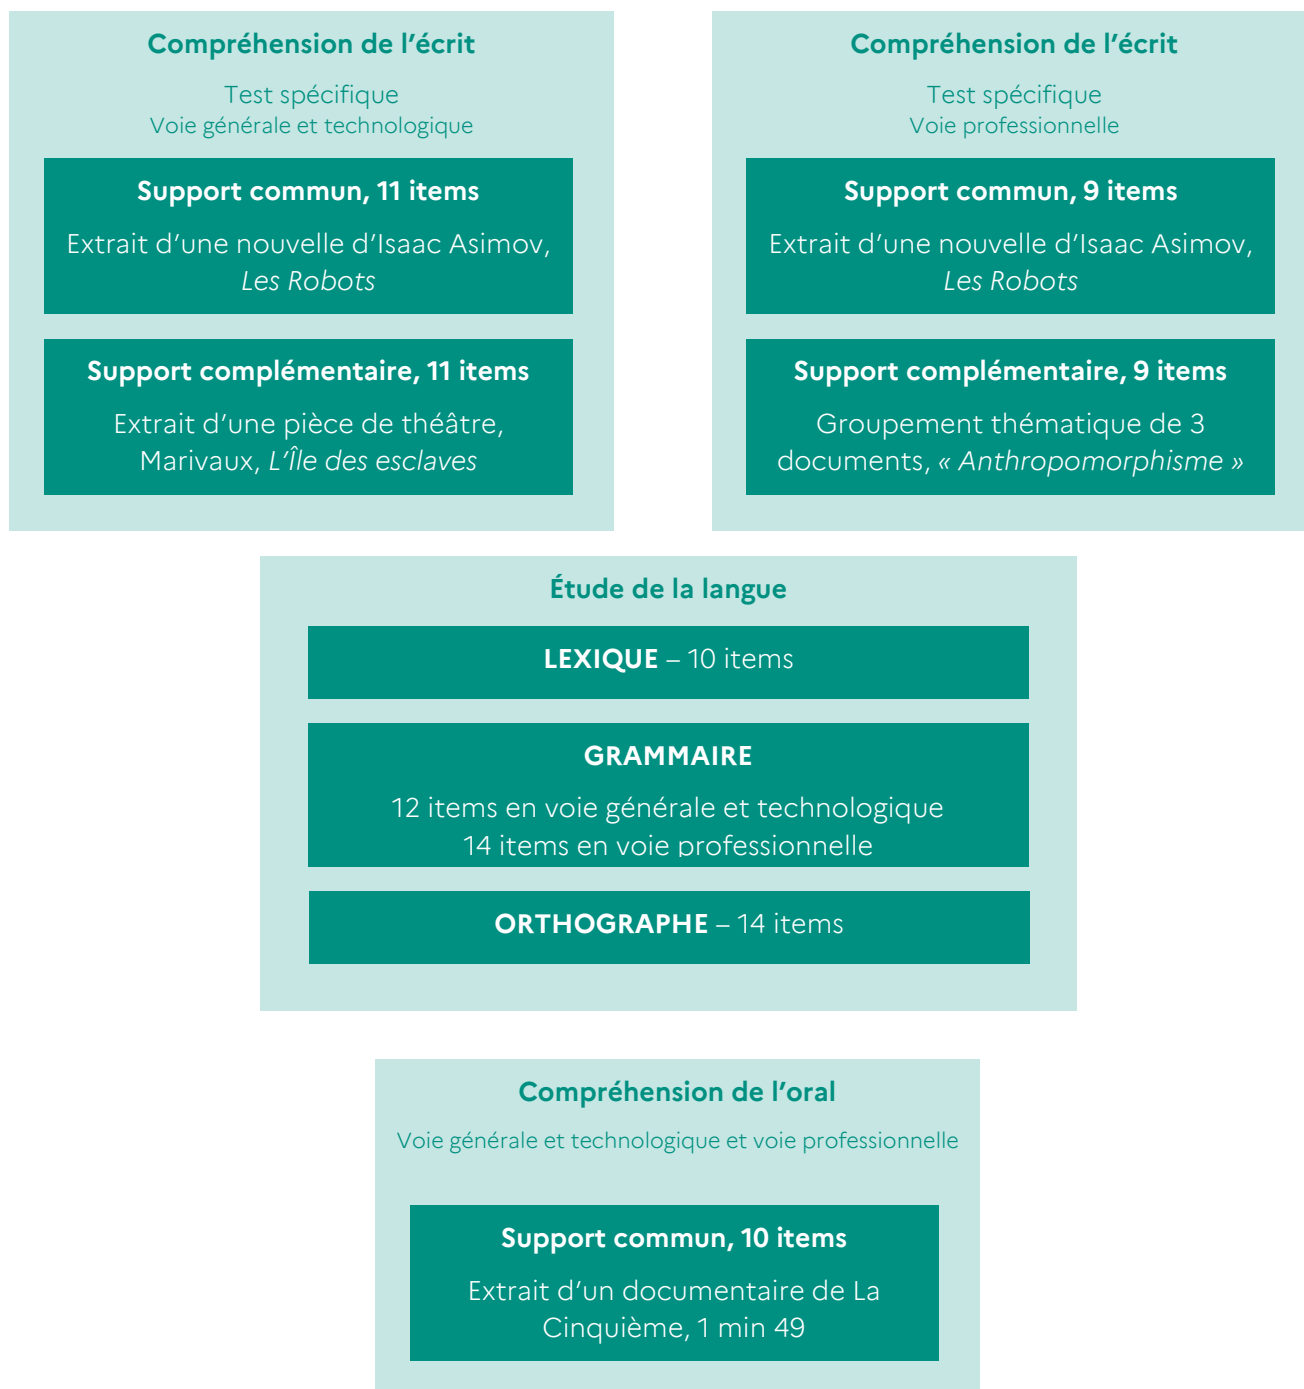 Compréhension de l'écrit
Test spécifique
Voie générale et technologique
Support commun, 11 items
Extrait d'une nouvelle d'Isaac Asimov,
Les Robots
Support complémentaire, 11 items
Extrait d'une pièce de théâtre,
Marivaux, L'Île des esclaves
Compréhension de l'écrit
Test spécifique
Voie professionnelle
Support commun, 9 items
Extrait d'une nouvelle d'Isaac Asimov,
Les Robots
Support complémentaire, 9 items
Groupement thématique de 3
documents, « Anthropomorphisme »
Étude de la langue
LEXIQUE – 10 items
GRAMMAIRE
12 items en voie générale et technologique
14 items en voie professionnelle
ORTHOGRAPHE – 14 items
Compréhension de l'oral
Voie générale et technologique et voie professionnelle
Support commun, 10 items
Extrait d'un documentaire de La
Cinquième, 1 min 49